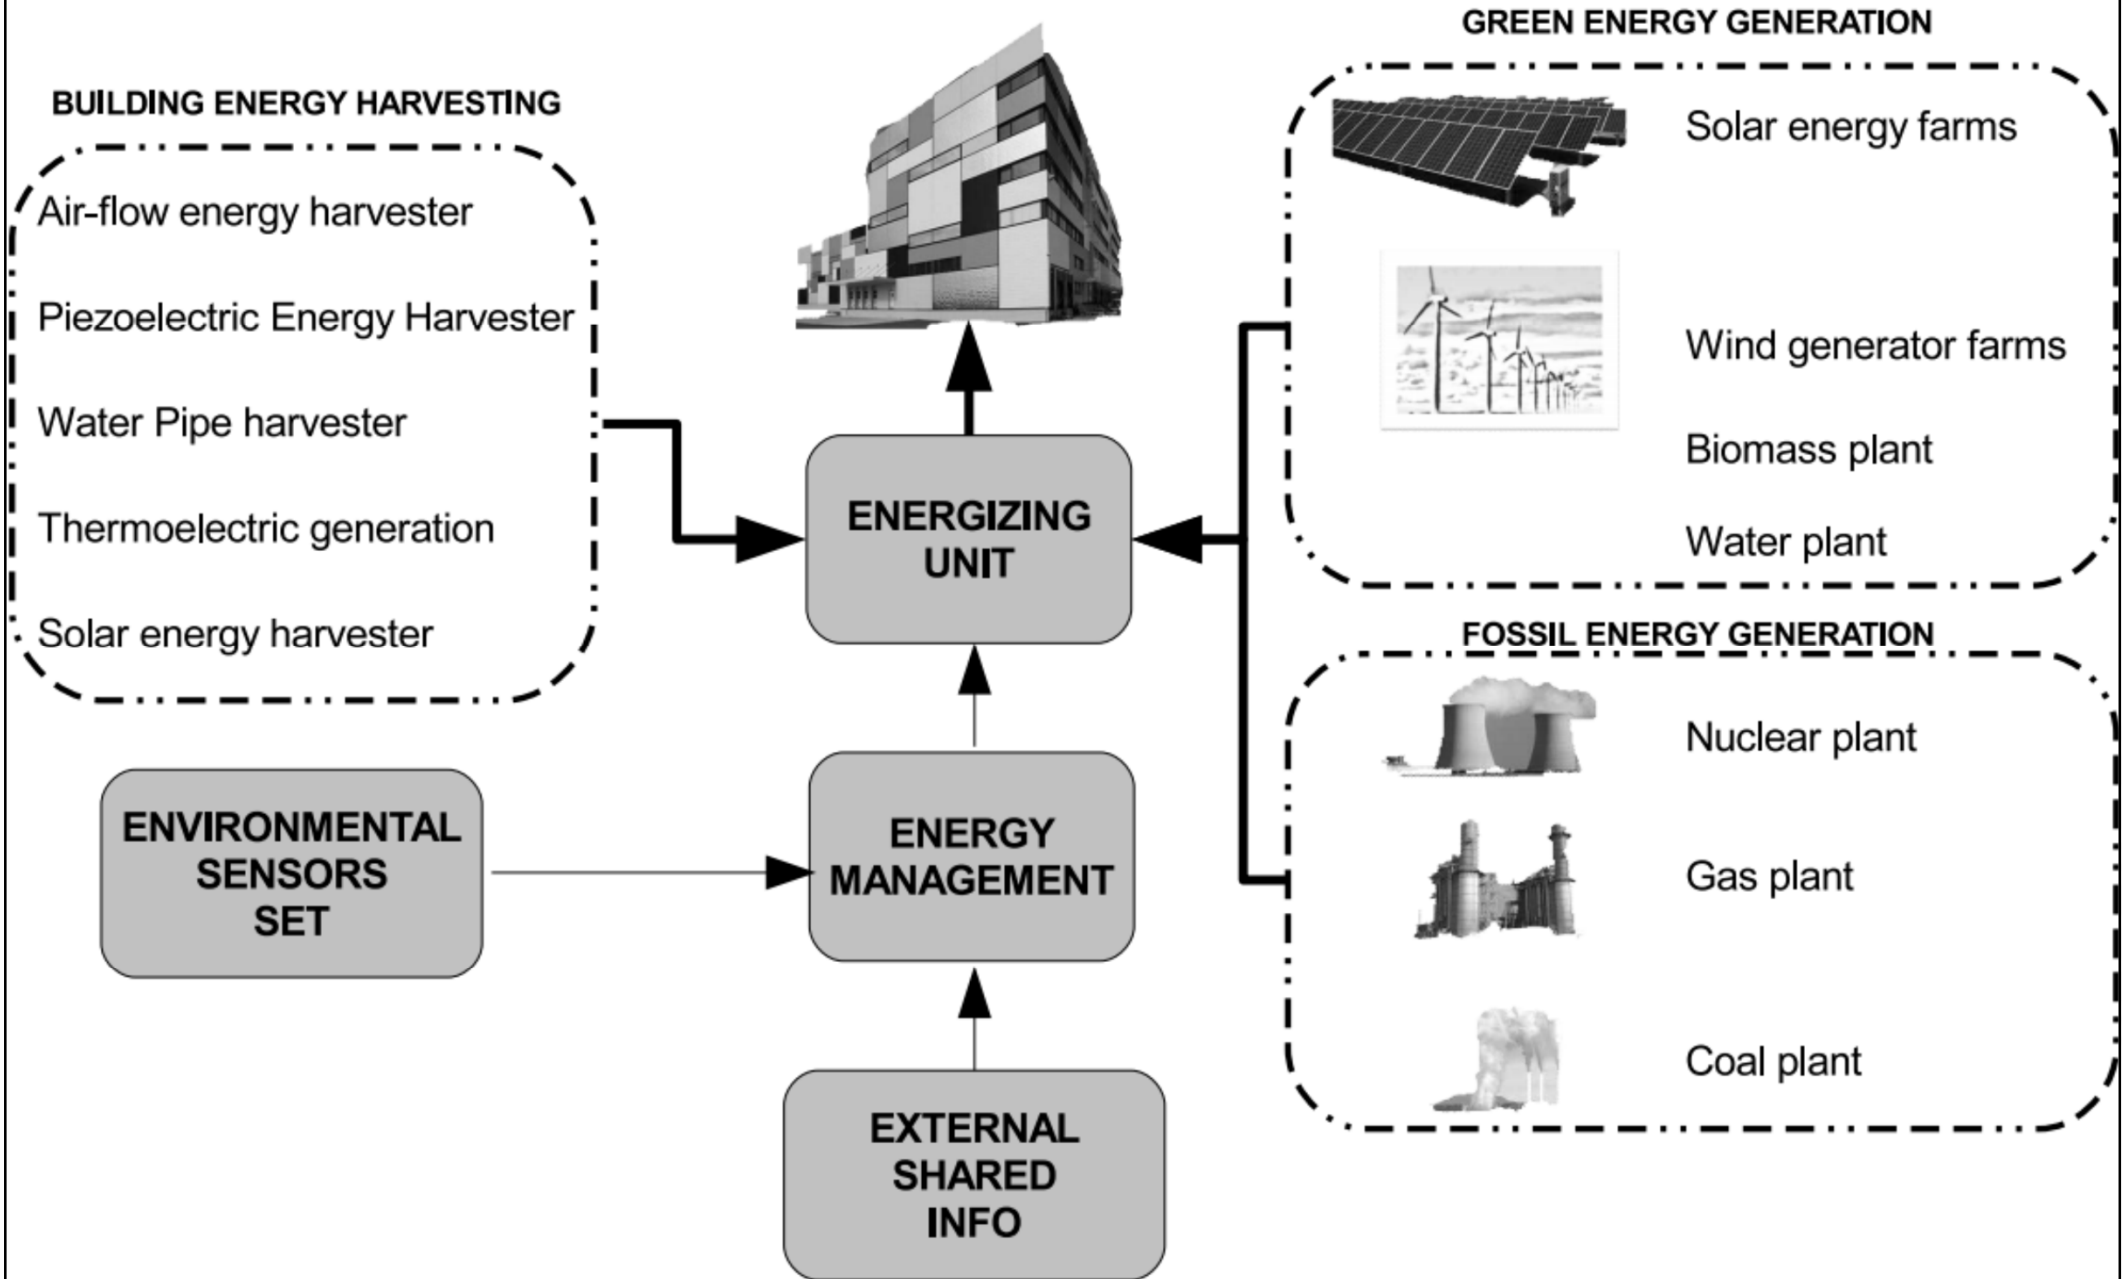 GREEN ENERGY GENERATION
BUILDING ENERGY HARVESTING
Air-flow energy harvester
Piezoelectric Energy Harvester
Water Pipe harvester
Thermoelectric generation
Solar energy harvester
ENERGIZING
UNIT
Solar energy farms
Wind generator farms
Biomass plant
Water plant
FOSSIL ENERGY GENERATION
Nuclear plant
Gas plant
Coal plant
ENVIRONMENTAL
SENSORS
SET
ENERGY
MANAGEMENT
EXTERNAL
SHARED
INFO